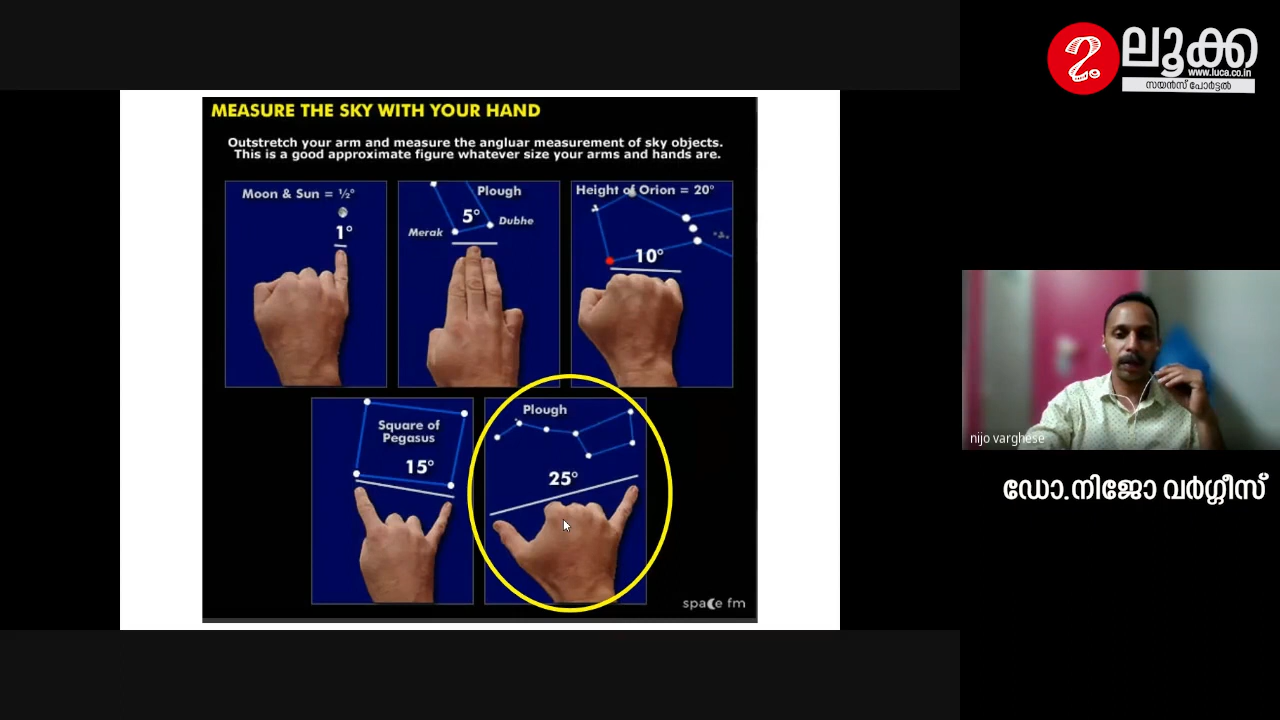 MEASURE THE SKY WITH YOUR HAND
Outstretch your arm and measure the angluar measurement of sky objects.
This is a good approximate figure whatever size your arms and hands are.
Moon & Sun = ½°
1°
Plough
5°
Dubhe
Merak
Height of Orion = 20°
10°
Square of
Pegasus
15°
Plough
25°
space fm
ലൂക്ക
www.luca.co.in
സയൻസ് പോർട്ടൽ
nijo varghese
ഡോ.നിജോ വർഗ്ഗീസ്